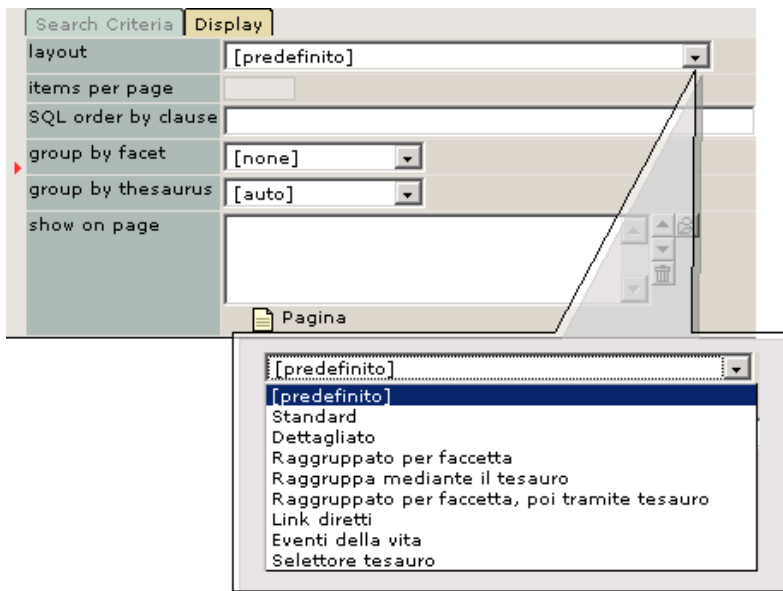 Search Criteria Display
layout [predefinito]
items per page
SQL order by clause
group by facet [none]
group by thesaurus [auto]
show on page
Pagina
[predefinito]
[predefinito]
Standard
Dettagliato
Raggruppato per faccetta
Raggruppa mediante il tesauro
Raggruppato per faccetta, poi tramite tesauro
Link diretti
Eventi della vita
Selettore tesauro